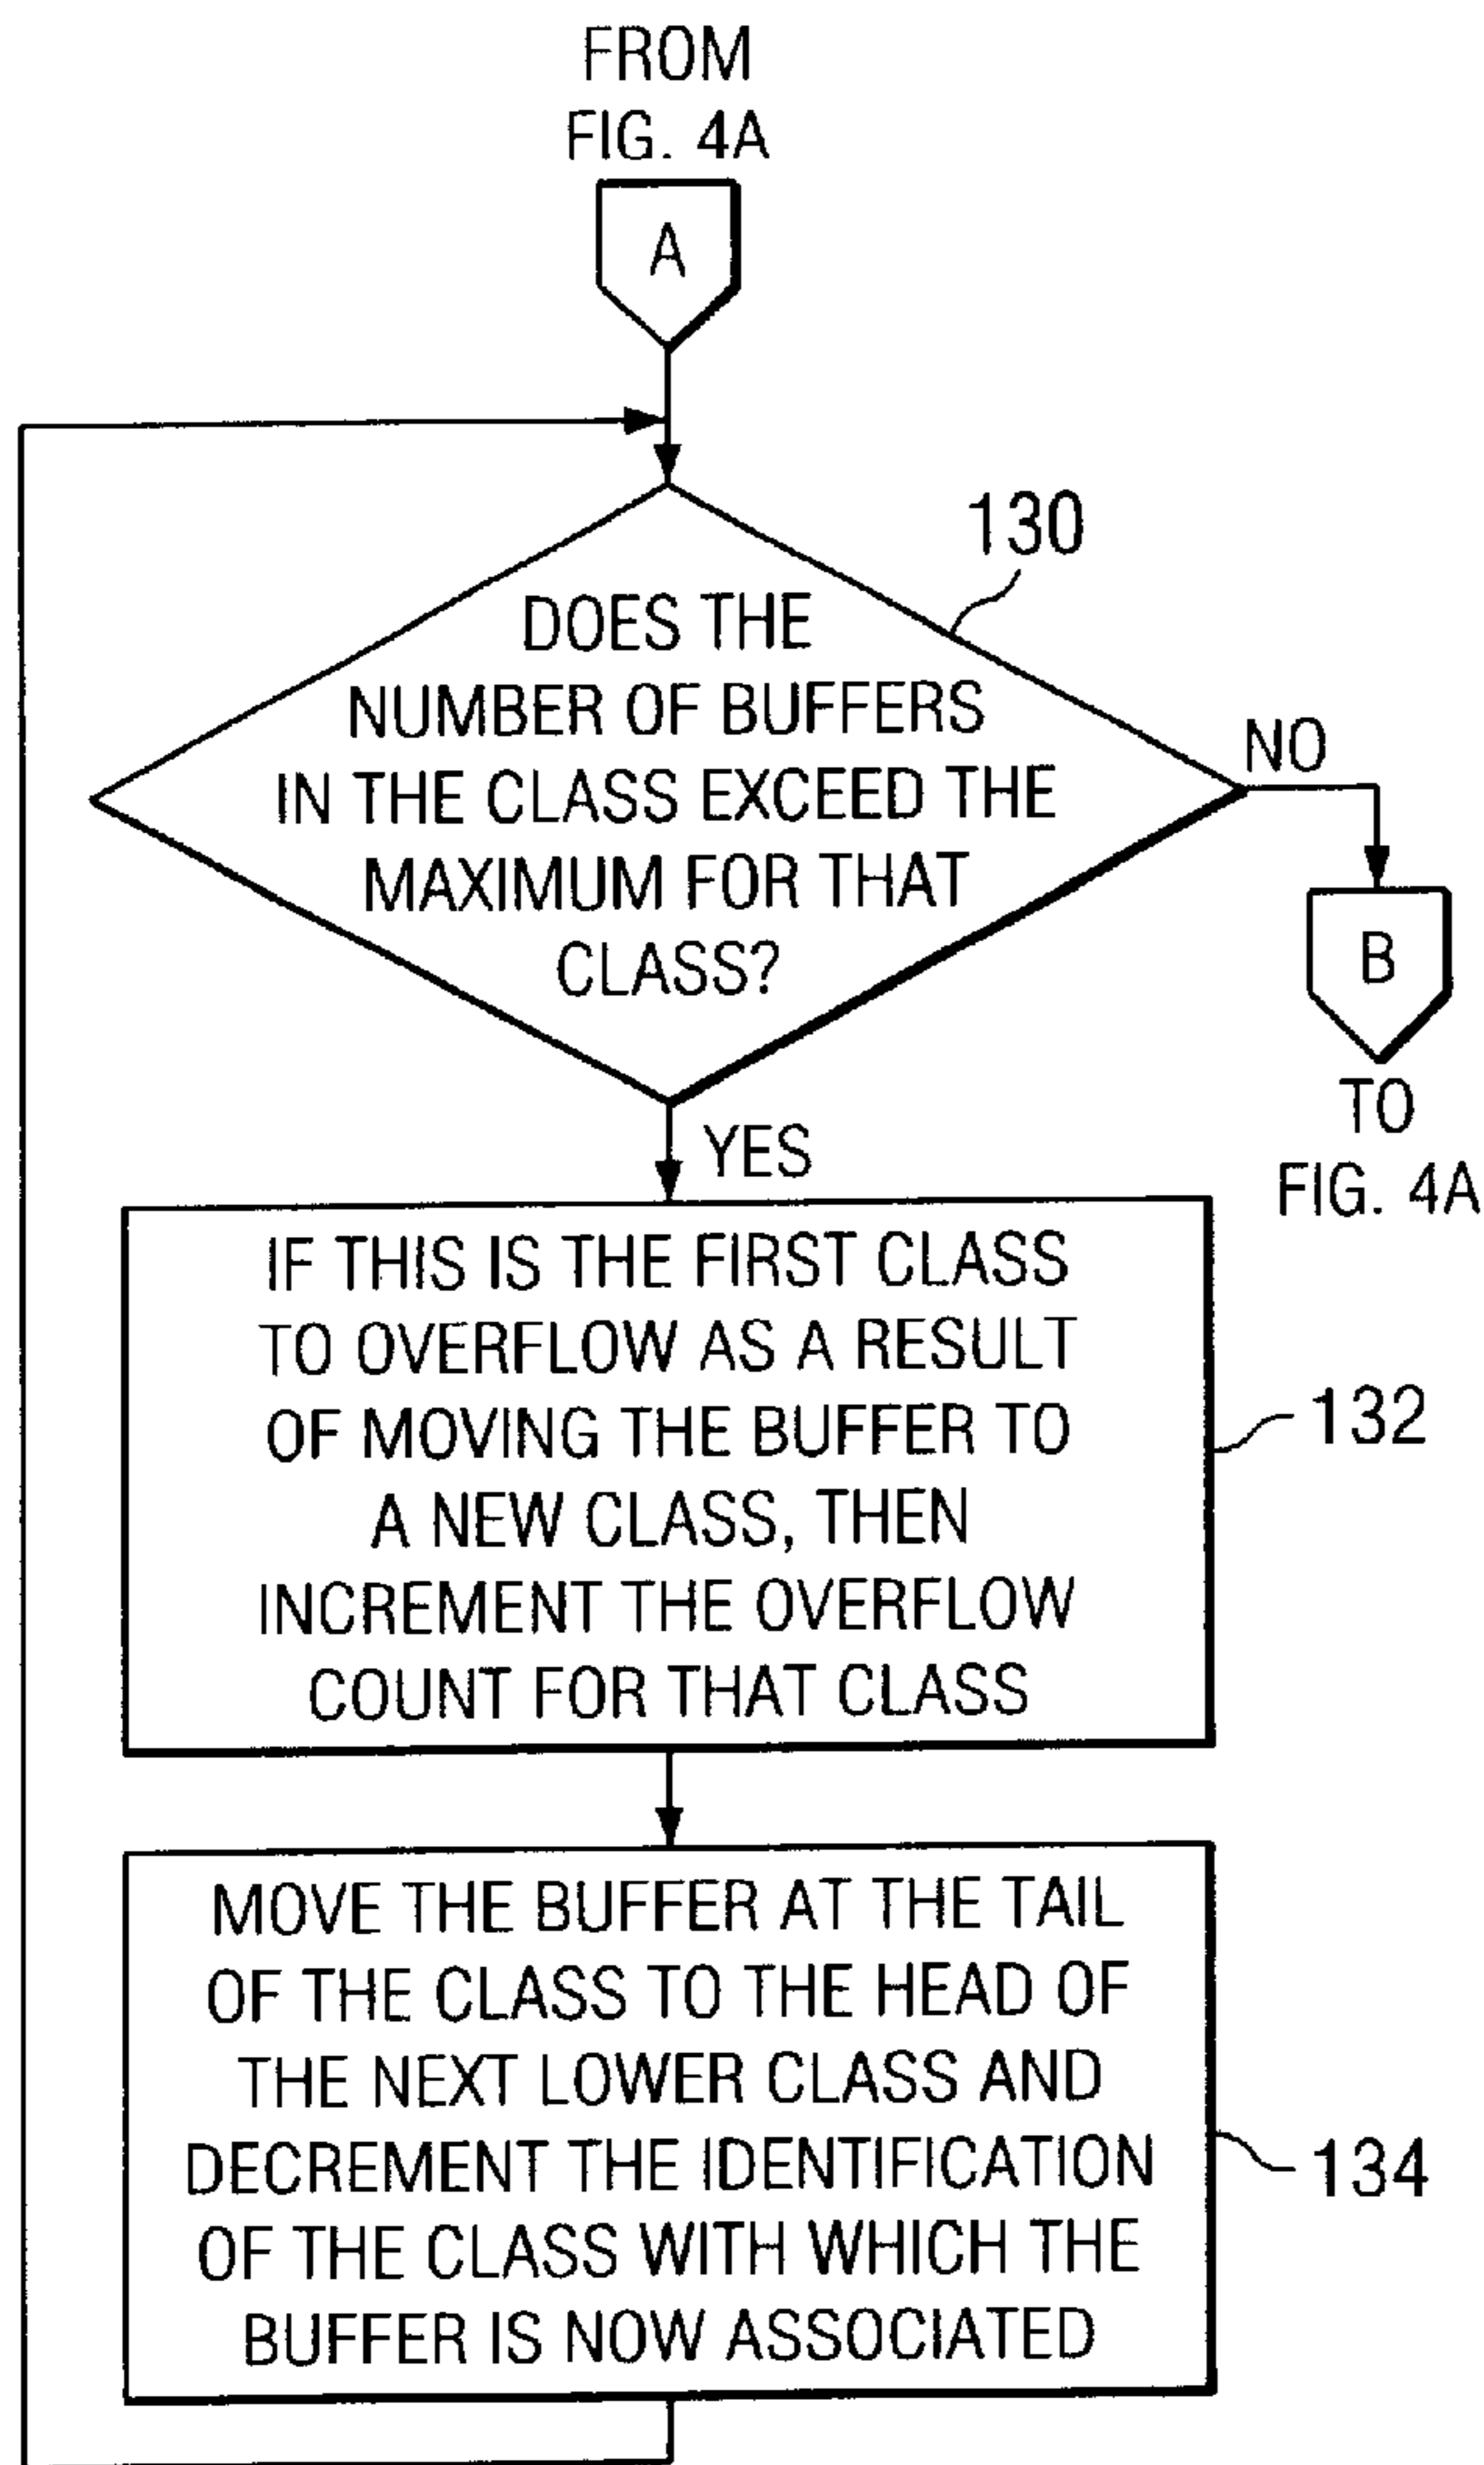 FROM
FIG. 4A
A
130
DOES THE
NUMBER OF BUFFERS
IN THE CLASS EXCEED THE
MAXIMUM FOR THAT
CLASS?
NO
B
TO
FIG. 4A
YES
IF THIS IS THE FIRST CLASS
TO OVERFLOW AS A RESULT
OF MOVING THE BUFFER TO
A NEW CLASS, THEN
INCREMENT THE OVERFLOW
COUNT FOR THAT CLASS
132
MOVE THE BUFFER AT THE TAIL
OF THE CLASS TO THE HEAD OF
THE NEXT LOWER CLASS AND
DECREMENT THE IDENTIFICATION
OF THE CLASS WITH WHICH THE
BUFFER IS NOW ASSOCIATED
134